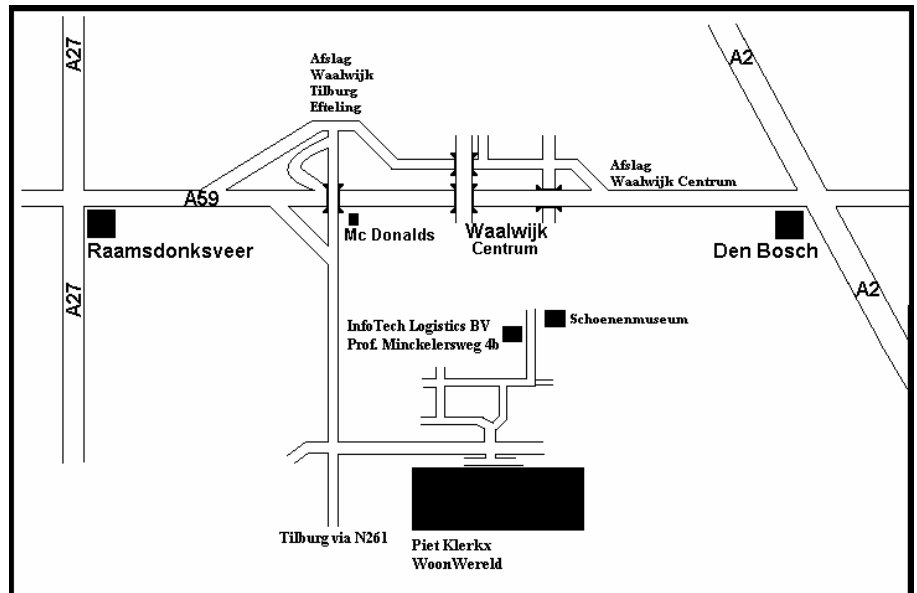 A27
A2
Afslag
Waalwijk
Tilburg
Efteling
Afslag
Waalwijk Centrum
A59
Raamsdonksveer
Mc Donalds
Waalwijk
Centrum
Den Bosch
A27
A2
InfoTech Logistics BV
Prof. Minckelersweg 4b
Schoenenmuseum
Tilburg via N261
Piet Klerkx
WoonWereld